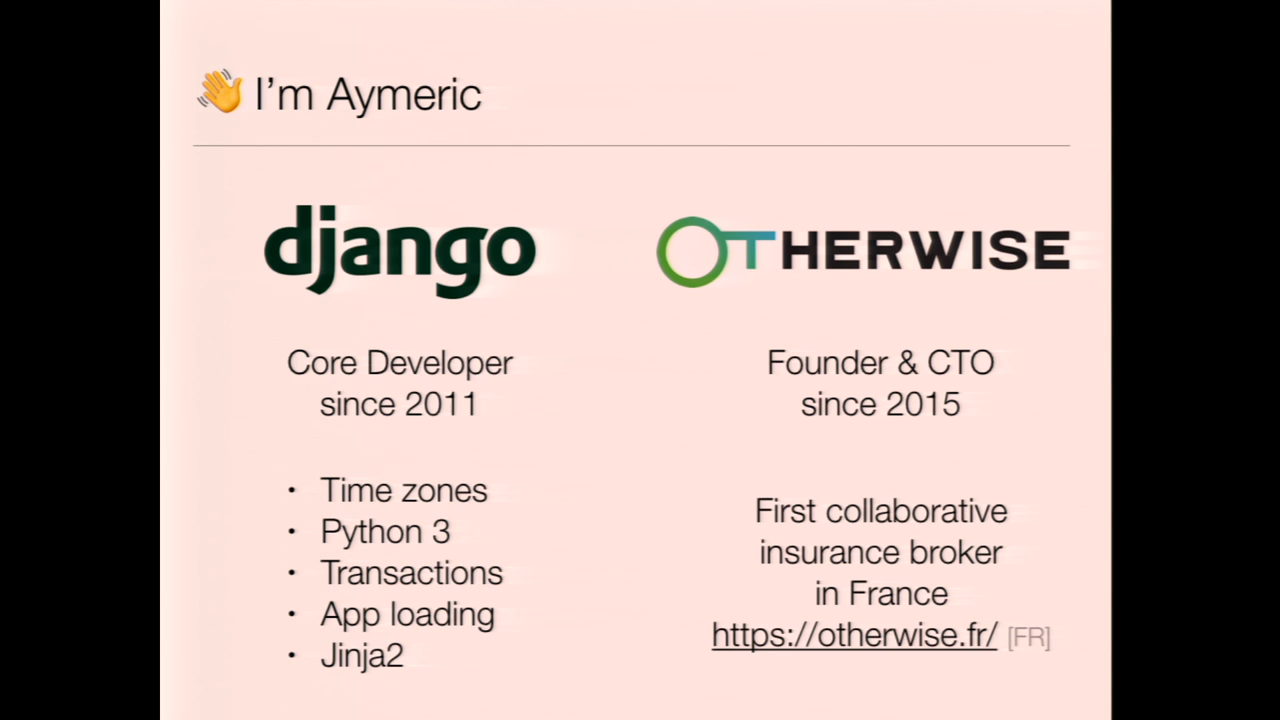 👋 I’m Aymeric
django
Core Developer
since 2011
• Time zones
• Python 3
• Transactions
• App loading
• Jinja2
OTHERWISE
Founder & CTO
since 2015
First collaborative
insurance broker
in France
https://otherwise.fr/ [FR]